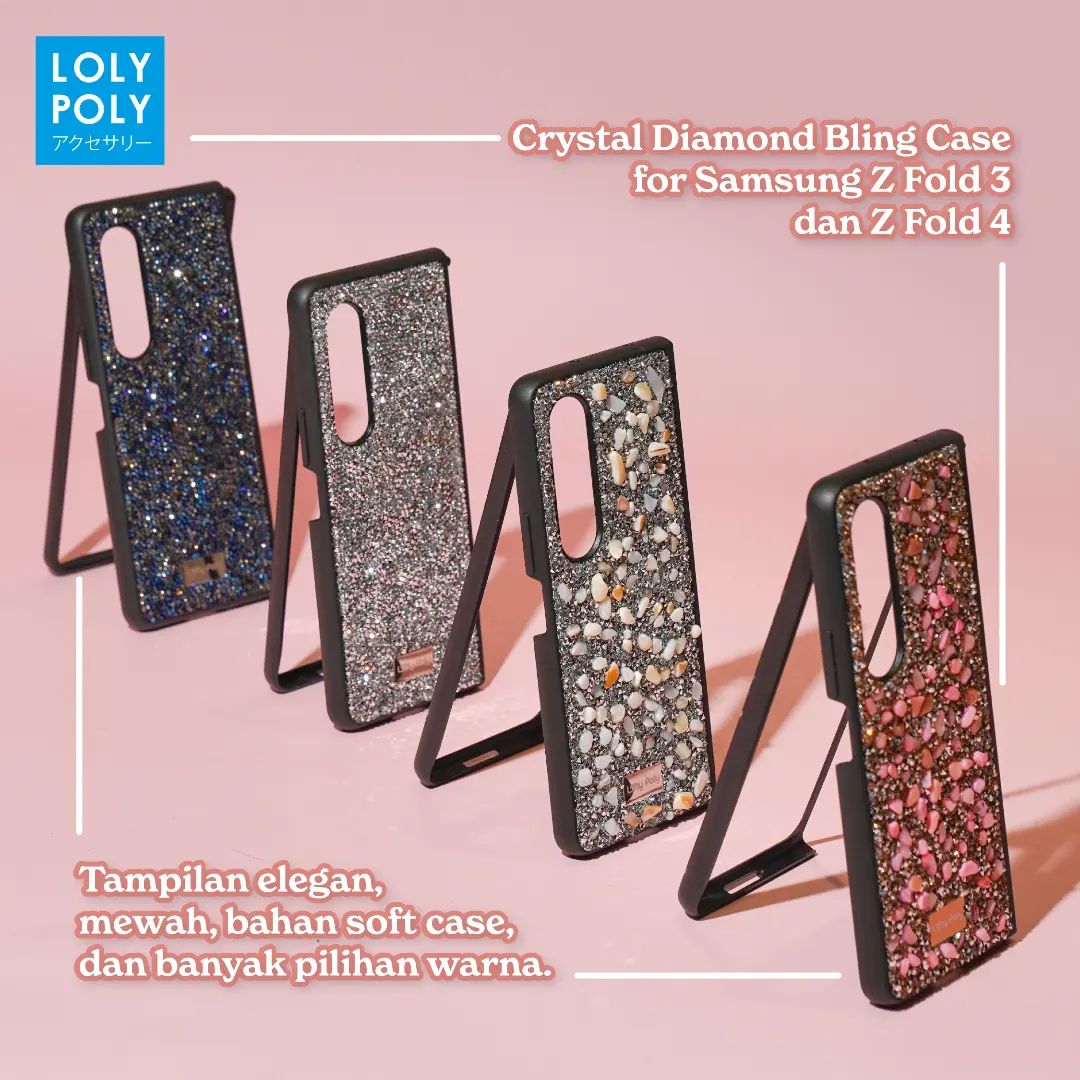 LOLY
POLY
アクセサリー
Crystal Diamond Bling Case
for Samsung Z Fold 3
dan Z Fold 4
Tampilan elegan,
mewah, bahan soft case,
dan banyak pilihan warna.
Poly
Poly